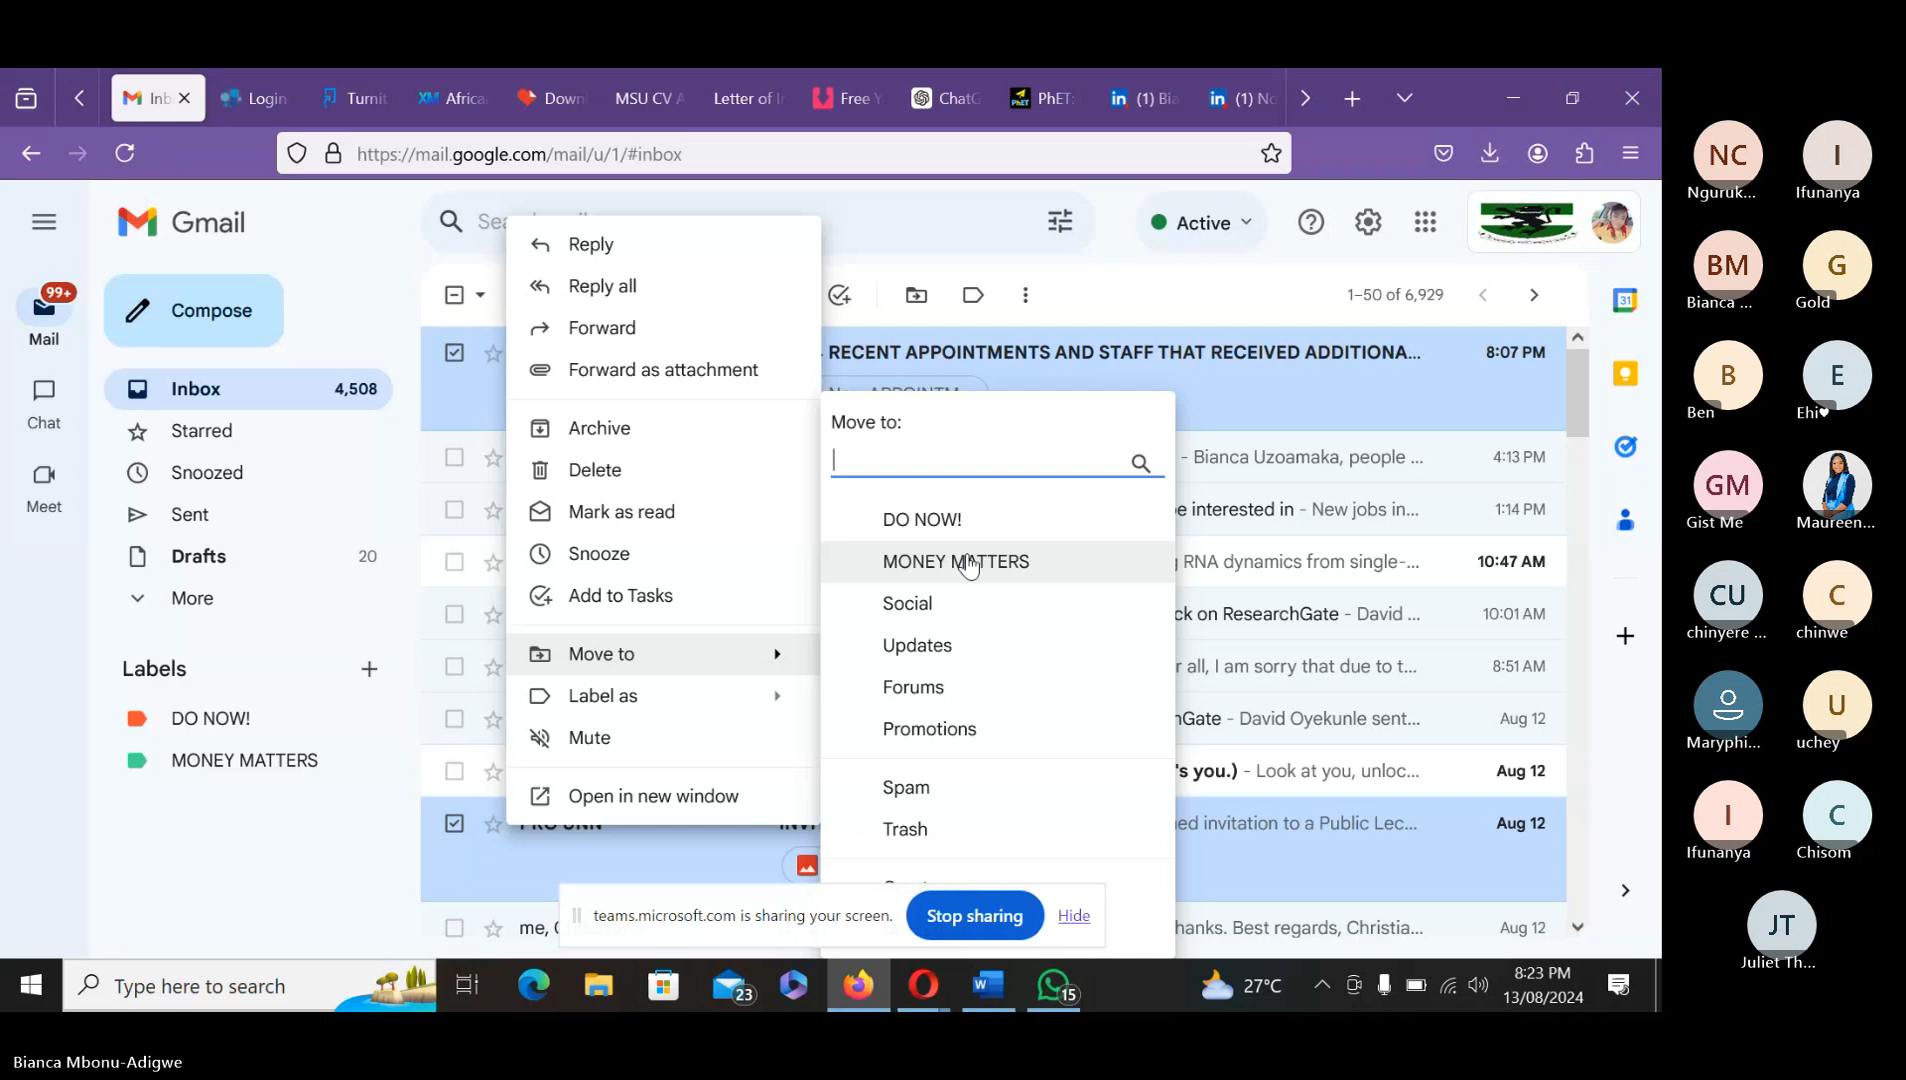 Inb
Login
Turnit
Africa
Down
MSU CV A
Letter of I
Free Y
ChatG
PhET:
(1) Bia
(1) No
https://mail.google.com/mail/u/1/#inbox
Gmail
Active
99+
Mail
Chat
Meet
Compose
Inbox 4,508
Starred
Snoozed
Sent
Drafts 20
More
Labels
DO NOW!
MONEY MATTERS
Reply
Reply all
Forward
Forward as attachment
Archive
Delete
Mark as read
Snooze
Add to Tasks
Move to
Label as
Mute
Open in new window
Move to:
DO NOW!
MONEY MATTERS
Social
Updates
Forums
Promotions
Spam
Trash
1–50 of 6,929
RECENT APPOINTMENTS AND STAFF THAT RECEIVED ADDITIONA... 8:07 PM
- Bianca Uzoamaka, people ... 4:13 PM
be interested in - New jobs in... 1:14 PM
RNA dynamics from single-... 10:47 AM
ck on ResearchGate - David ... 10:01 AM
all, I am sorry that due to t... 8:51 AM
Gate - David Oyekunle sent... Aug 12
's you.) - Look at you, unloc... Aug 12
ed invitation to a Public Lec... Aug 12
me,
hanks. Best regards, Christia... Aug 12
31
teams.microsoft.com is sharing your screen.
Stop sharing
Hide
Type here to search
23
15
27°C
8:23 PM
13/08/2024
NC
Nguruk...
I
Ifunanya
BM
Bianca ...
G
Gold
B
Ben
E
Ehi♥
GM
Gist Me
Maureen...
CU
chinyere ...
C
chinwe
Maryphi...
U
uchey
I
Ifunanya
C
Chisom
JT
Juliet Th...
Bianca Mbonu-Adigwe